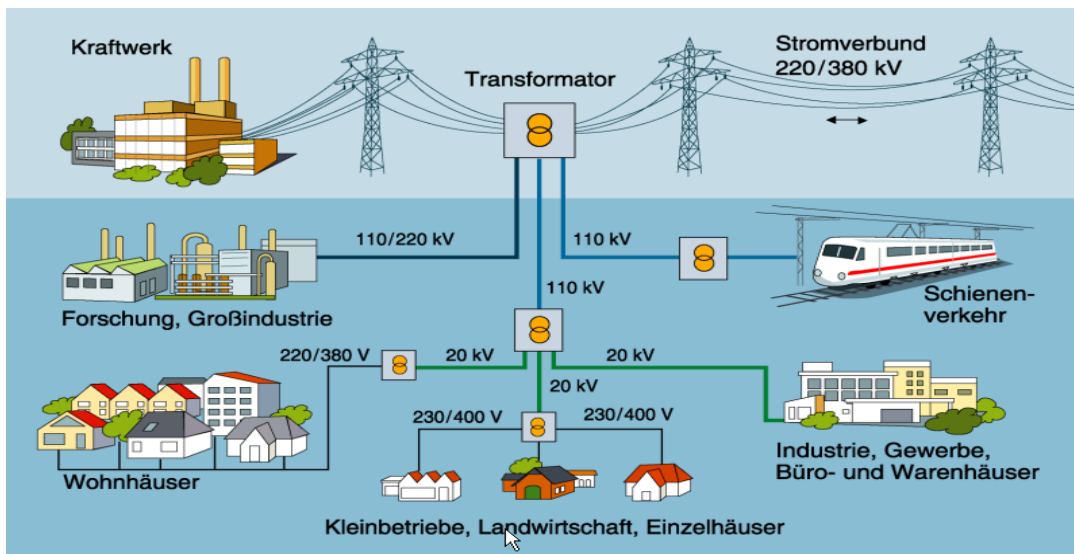 Kraftwerk
Transformator
Stromverbund
220/380 kV
110/220 kV
110 kV
110 kV
Forschung, Großindustrie
Schienen-
verkehr
220/380 V
20 kV
20 kV
20 kV
230/400 V
230/400 V
Wohnhäuser
Industrie, Gewerbe,
Büro- und Warenhäuser
Kleinbetriebe, Landwirtschaft, Einzelhäuser